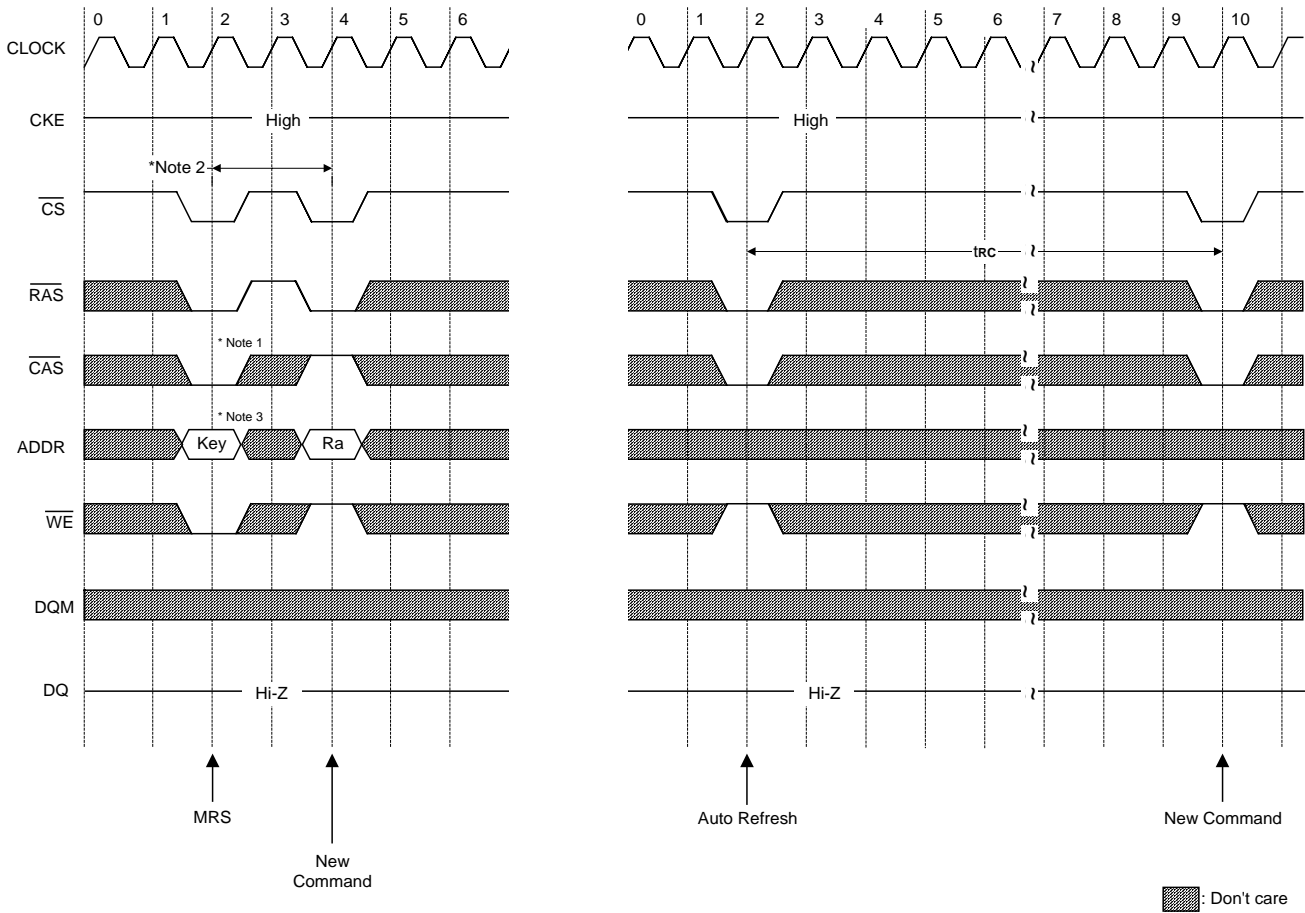 0 1 2 3 4 5 6
0 1 2 3 4 5 6 7 8 9 10
CLOCK
CKE
High
High
*Note 2
CS
tRC
RAS
* Note 1
CAS
* Note 3
ADDR
Key
Ra
WE
DQM
DQ
Hi-Z
Hi-Z
MRS
Auto Refresh
New Command
New
Command
: Don't care